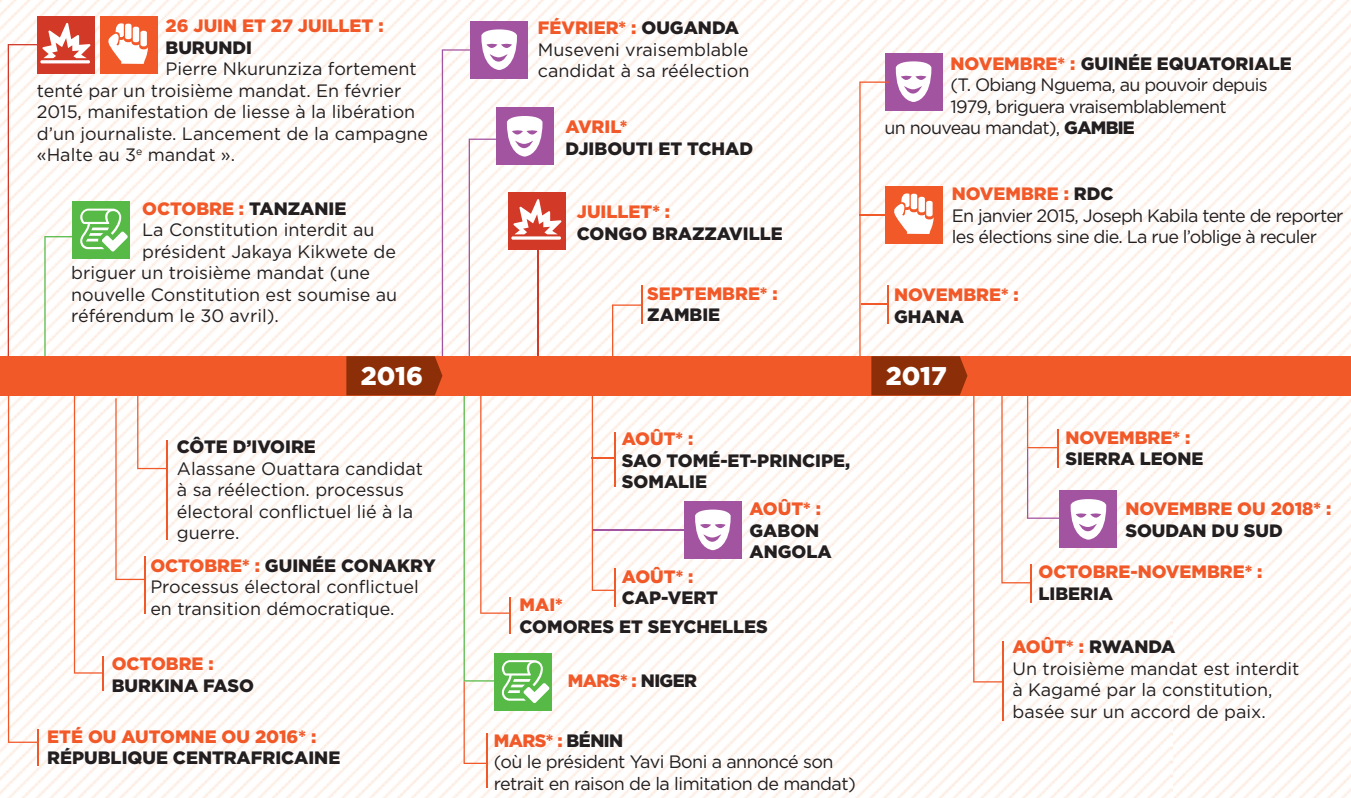 26 JUIN ET 27 JUILLET :
BURUNDI
Pierre Nkurunziza fortement
tenté par un troisième mandat. En février
2015, manifestation de liesse à la libération
d'un journaliste. Lancement de la campagne
«Halte au 3e mandat ».
OCTOBRE : TANZANIE
La Constitution interdit au
président Jakaya Kikwete de
briguer un troisième mandat (une
nouvelle Constitution est soumise au
référendum le 30 avril).
FÉVRIER* : OUGANDA
Museveni vraisemblable
candidat à sa réélection
AVRIL*
DJIBOUTI ET TCHAD
JUILLET* :
CONGO BRAZZAVILLE
SEPTEMBRE* :
ZAMBIE
NOVEMBRE* : GUINÉE EQUATORIALE
(T. Obiang Nguema, au pouvoir depuis
1979, briguera vraisemblablement
un nouveau mandat), GAMBIE
NOVEMBRE : RDC
En janvier 2015, Joseph Kabila tente de reporter
les élections sine die. La rue l'oblige à reculer
NOVEMBRE* :
GHANA
2016
2017
CÔTE D'IVOIRE
Alassane Ouattara candidat
à sa réélection. processus
électoral conflictuel lié à la
guerre.
OCTOBRE* : GUINÉE CONAKRY
Processus électoral conflictuel
en transition démocratique.
OCTOBRE :
BURKINA FASO
ETÉ OU AUTOMNE OU 2016* :
RÉPUBLIQUE CENTRAFRICAINE
AOÛT* :
SAO TOMÉ-ET-PRINCIPE,
SOMALIE
AOÛT* :
GABON
ANGOLA
AOÛT* :
CAP-VERT
MAI*
COMORES ET SEYCHELLES
MARS* : NIGER
MARS* : BÉNIN
(où le président Yavi Boni a annoncé son
retrait en raison de la limitation de mandat)
NOVEMBRE* :
SIERRA LEONE
NOVEMBRE OU 2018* :
SOUDAN DU SUD
OCTOBRE-NOVEMBRE* :
LIBERIA
AOÛT* : RWANDA
Un troisième mandat est interdit
à Kagamé par la constitution,
basée sur un accord de paix.